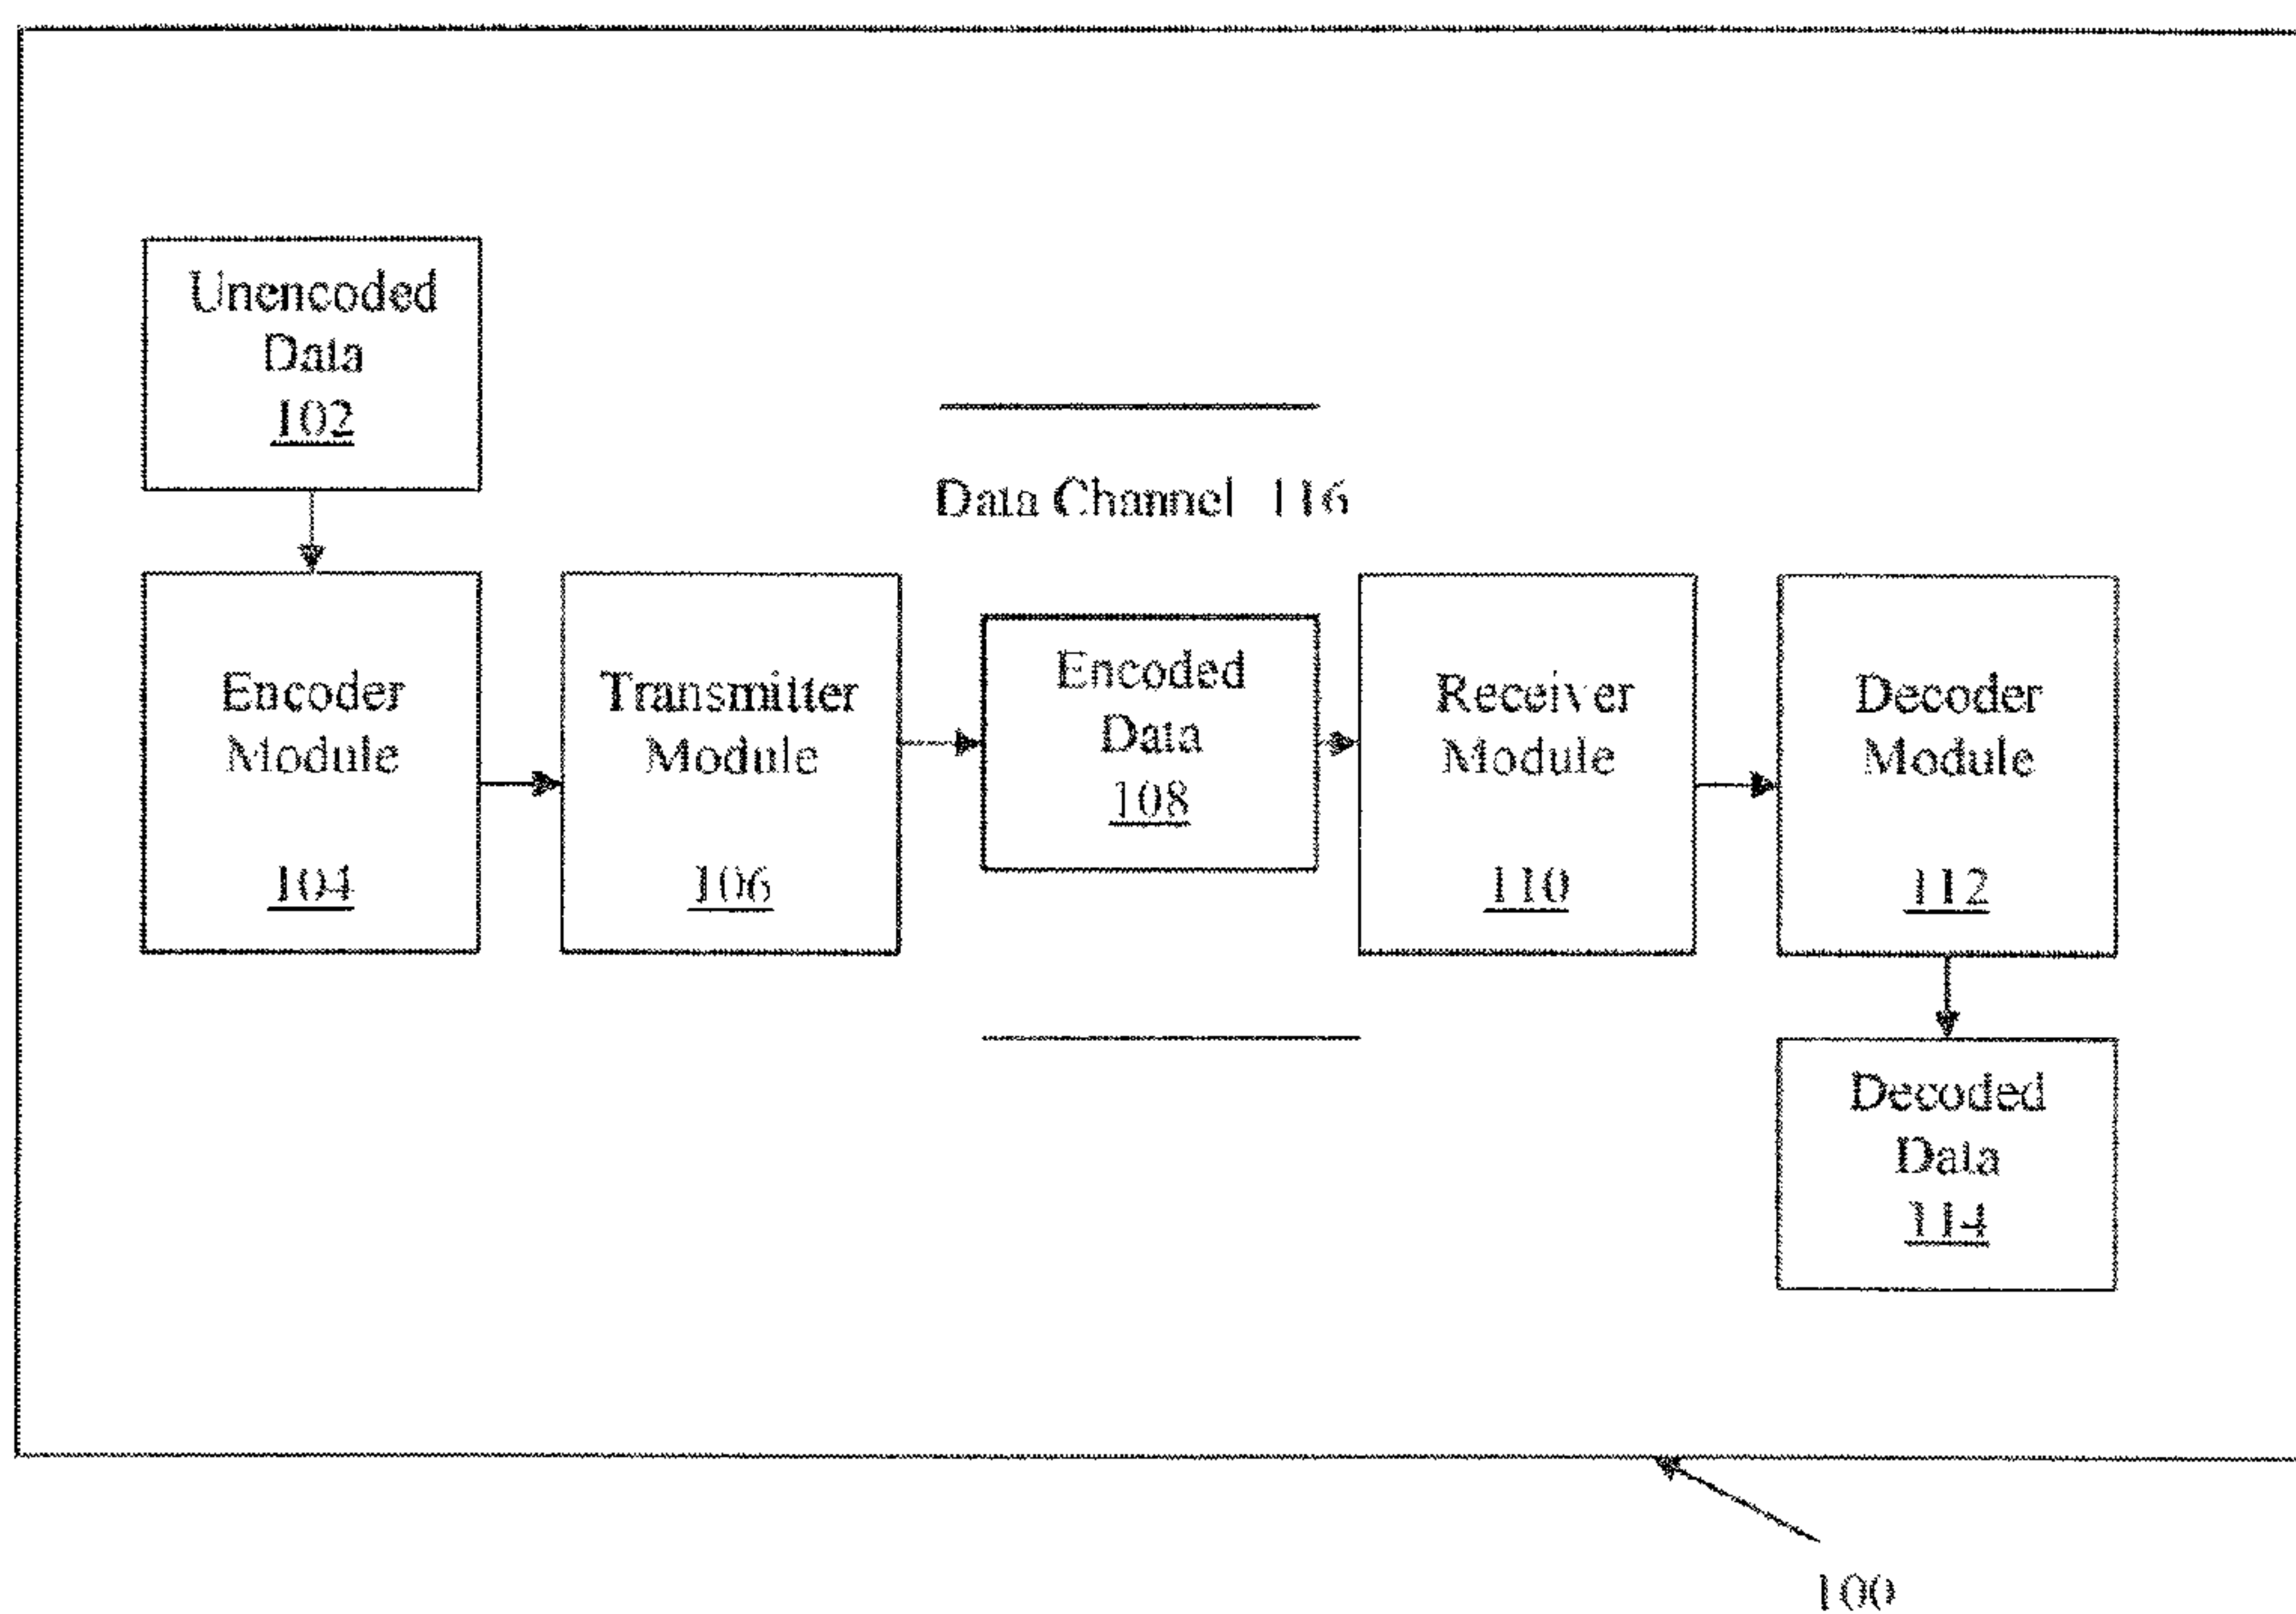 Unencoded
Data
102
Data Channel 116
Encoder
Module
104
Transmitter
Module
106
Encoded
Data
108
Receiver
Module
110
Decoder
Module
112
Decoded
Data
114
100